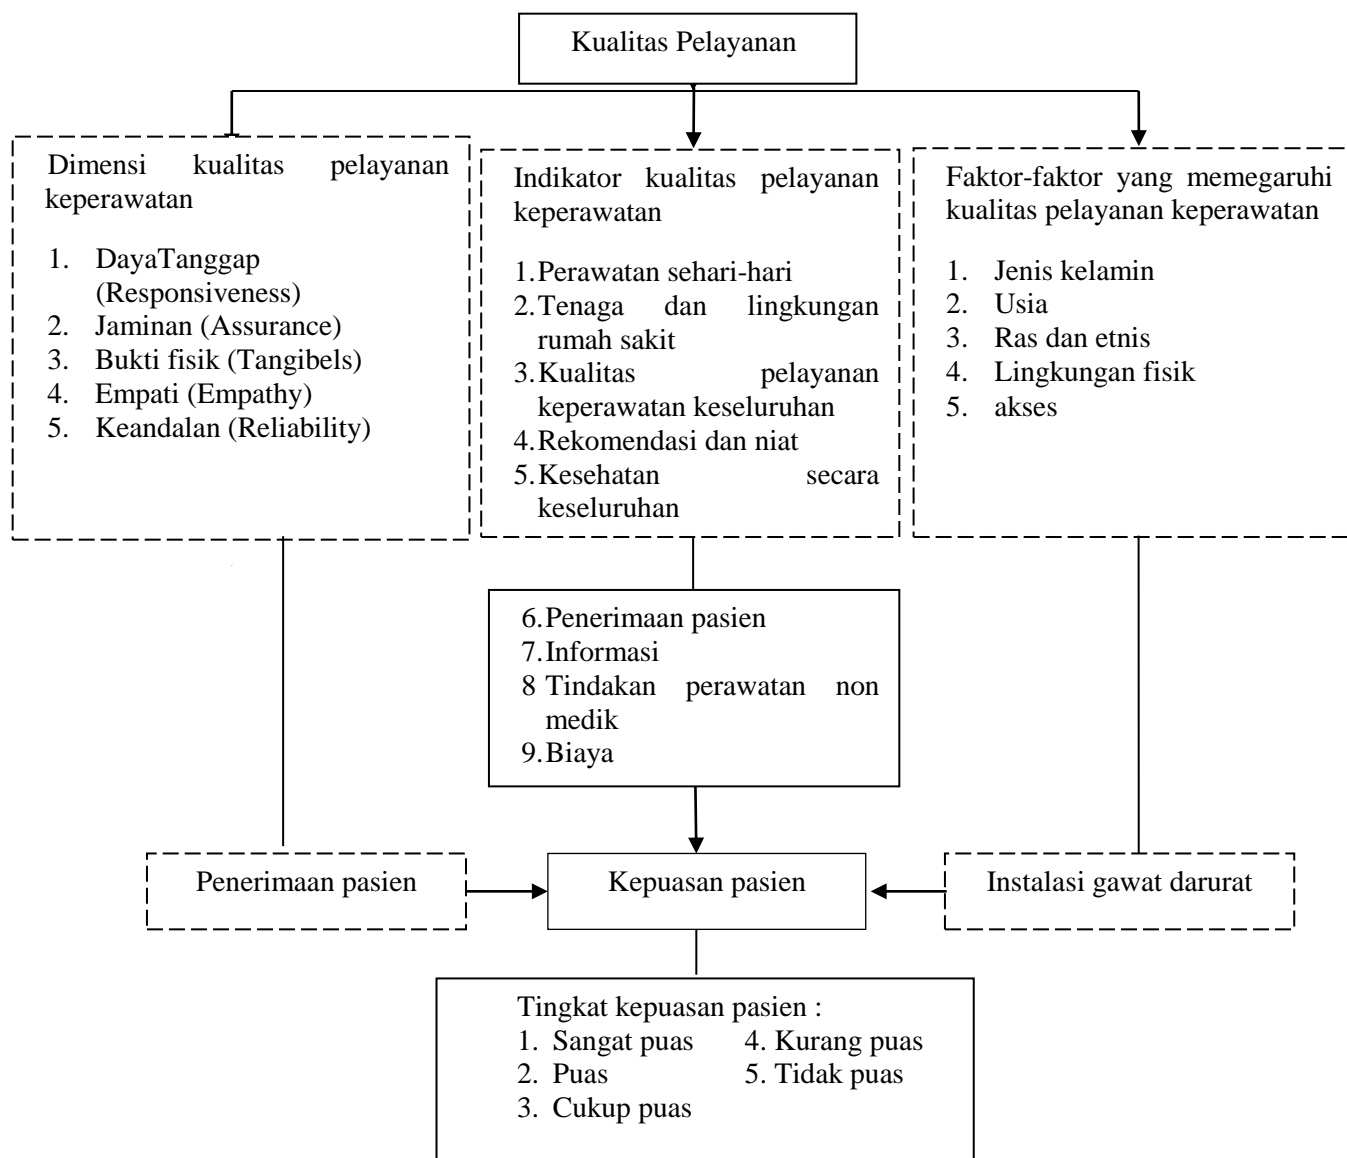 Kualitas Pelayanan
Dimensi kualitas pelayanan
keperawatan
1. DayaTanggap
(Responsiveness)
2. Jaminan (Assurance)
3. Bukti fisik (Tangibels)
4. Empati (Empathy)
5. Keandalan (Reliability)
Indikator kualitas pelayanan
keperawatan
1.Perawatan sehari-hari
2.Tenaga dan lingkungan
rumah sakit
3.Kualitas pelayanan
keperawatan keseluruhan
4.Rekomendasi dan niat
5.Kesehatan secara
keseluruhan
Faktor-faktor yang memegaruhi
kualitas pelayanan keperawatan
1. Jenis kelamin
2. Usia
3. Ras dan etnis
4. Lingkungan fisik
5. akses
6.Penerimaan pasien
7.Informasi
8 Tindakan perawatan non
medik
9.Biaya
Penerimaan pasien
Kepuasan pasien
Instalasi gawat darurat
Tingkat kepuasan pasien :
1. Sangat puas 4. Kurang puas
2. Puas 5. Tidak puas
3. Cukup puas